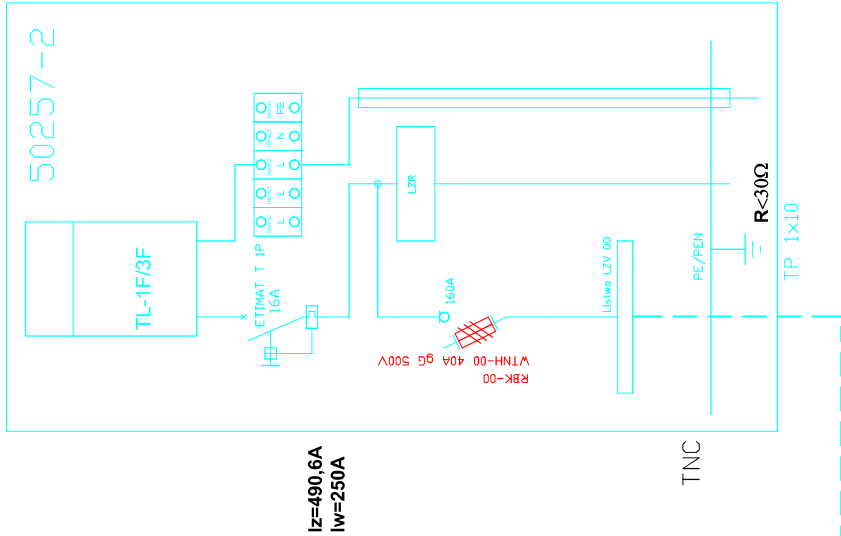 50257-2
TL-1F/3F
PE
N
L
L
L
ETIMAT T 1P
16A
LZR
160A
RBK-00
WTNH-00 40A gG 500V
Listwa LZV 00
PE/PEN
R<30Ω
TP 1x10
TNC
Iz=490,6A
Iw=250A